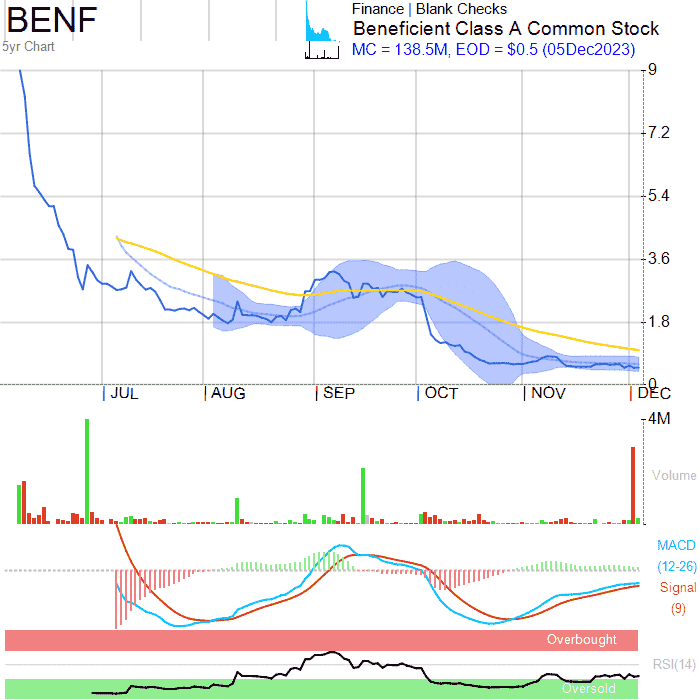 BENF
5yr Chart
Finance | Blank Checks
Beneficient Class A Common Stock
MC = 138.5M, EOD = $0.5 (05Dec2023)
9
7.2
5.4
3.6
1.8
0
JUL AUG SEP OCT NOV DEC
4M
Volume
MACD
(12-26)
Signal
(9)
Overbought
RSI(14)
Oversold